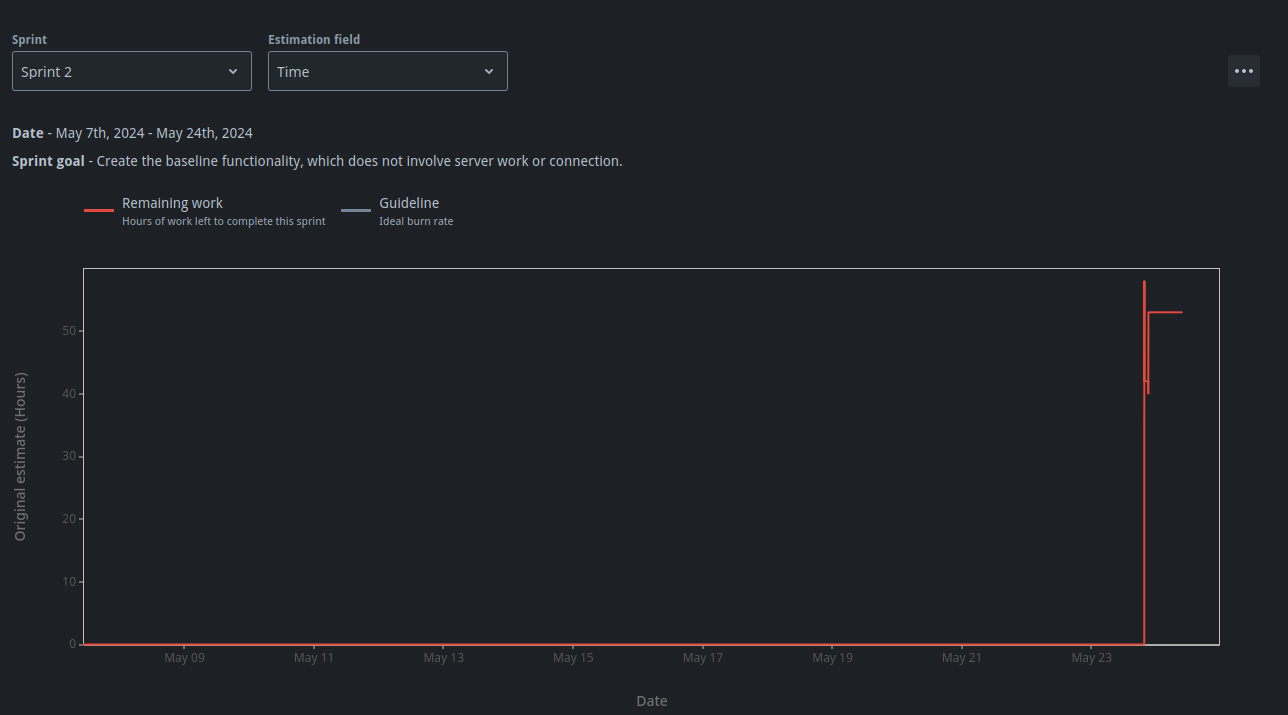 Sprint
Estimation field
Sprint 2
Time
Date - May 7th, 2024 - May 24th, 2024
Sprint goal - Create the baseline functionality, which does not involve server work or connection.
Remaining work
Hours of work left to complete this sprint
Guideline
Ideal burn rate
Original estimate (Hours)
50
40
30
20
10
0
May 09
May 11
May 13
May 15
May 17
May 19
May 21
May 23
Date